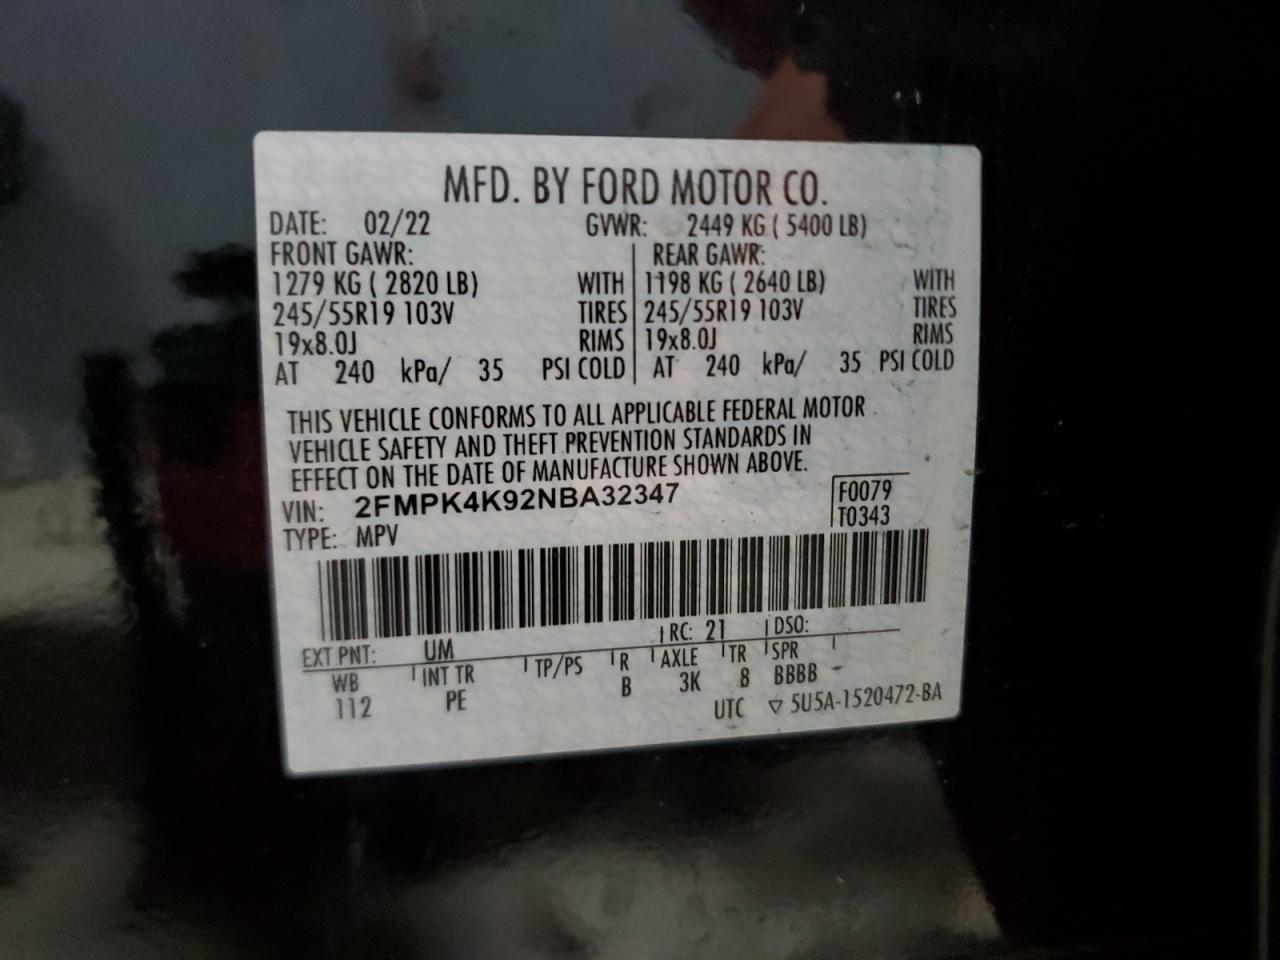 MFD. BY FORD MOTOR CO.
DATE: 02/22 GVWR: 2449 KG ( 5400 LB)
FRONT GAWR: REAR GAWR:
1279 KG ( 2820 LB) WITH 1198 KG ( 2640 LB) WITH
245/55R19 103V TIRES 245/55R19 103V TIRES
19x8.0J RIMS 19x8.0J RIMS
AT 240 kPa/ 35 PSI COLD AT 240 kPa/ 35 PSI COLD
THIS VEHICLE CONFORMS TO ALL APPLICABLE FEDERAL MOTOR
VEHICLE SAFETY AND THEFT PREVENTION STANDARDS IN
EFFECT ON THE DATE OF MANUFACTURE SHOWN ABOVE.
VIN: 2FMPK4K92NBA32347 F0079
TYPE: MPV T0343
EXT PNT: UM RC: 21 DSO:
WB INT TR TP/PS R AXLE TR SPR
112 PE B 3K 8 BBBB
UTC ▽ 5U5A-1520472-BA